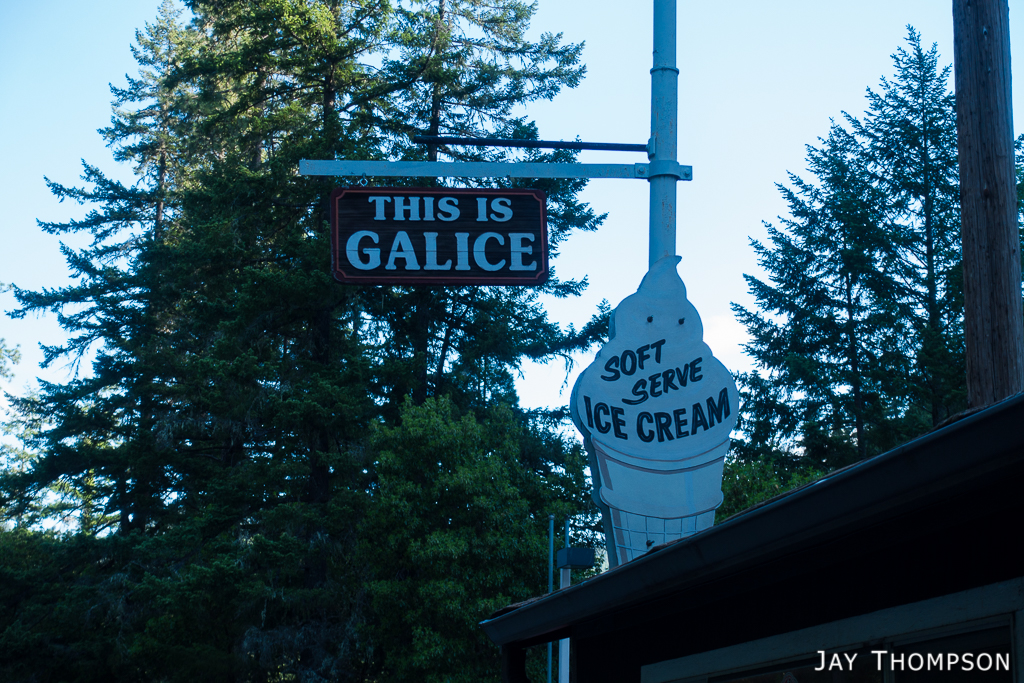 THIS IS
GALICE
SOFT
SERVE
ICE CREAM
JAY THOMPSON